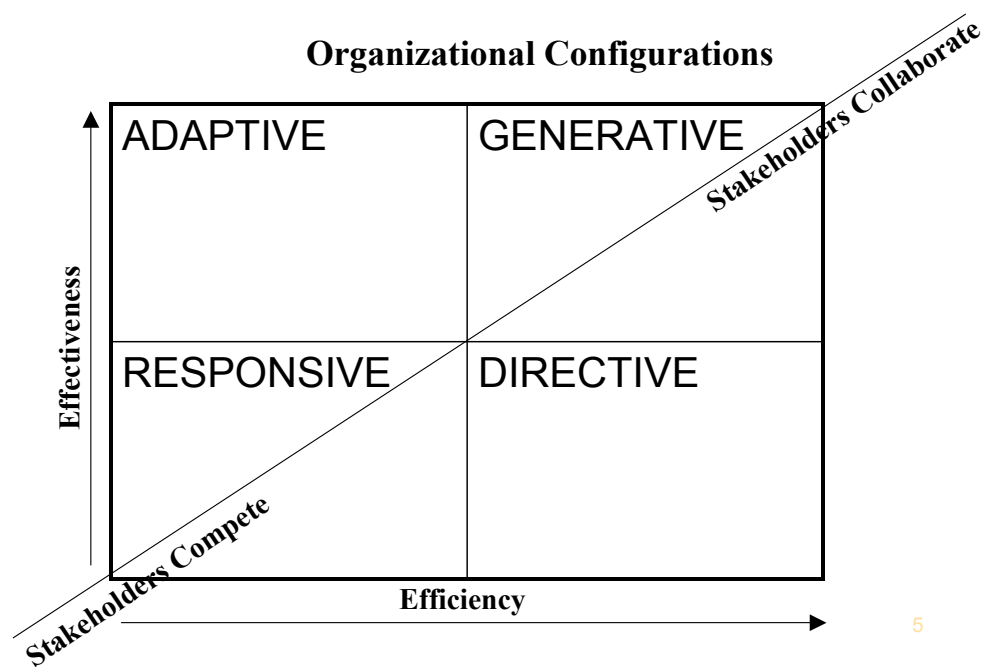 Organizational Configurations
Stakeholders Collaborate
ADAPTIVE
GENERATIVE
Effectiveness
RESPONSIVE
DIRECTIVE
Stakeholders Compete
Efficiency
5